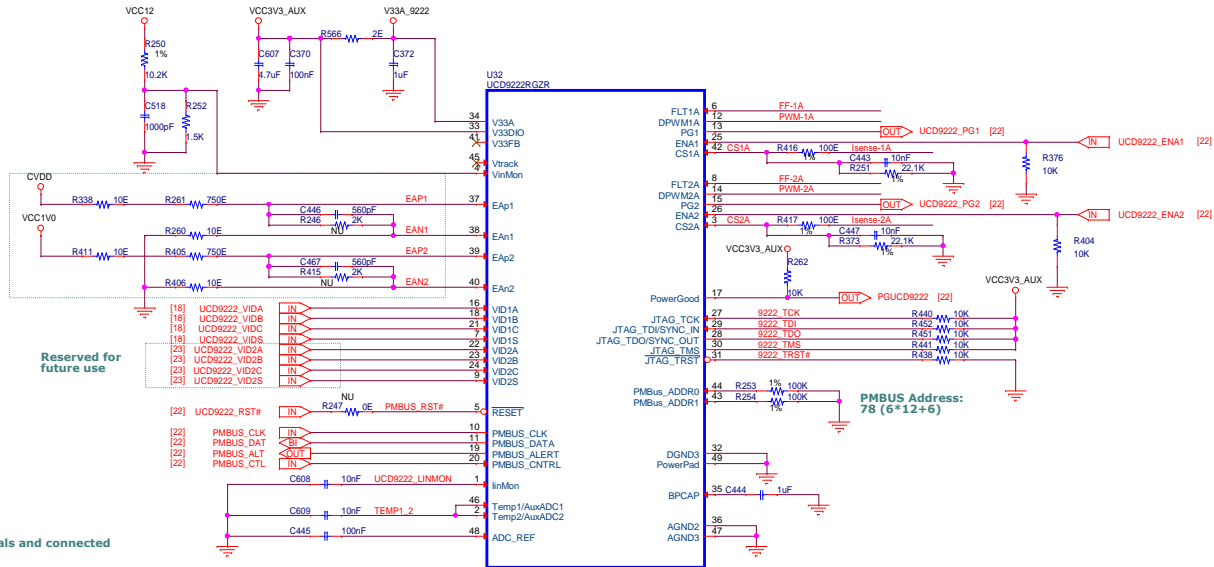 VCC12
VCC3V3_AUX
V33A_9222
R250
1%
10.2K
C518
1000pF
R252
1.5K
C607
4.7uF
C370
100nF
R566
2E
C372
1uF
U32
UCD9222RGZR
34
V33A
33
V33DIO
41
V33FB
45
Vtrack
4
VinMon
CVDD
R338
10E
R261
750E
EAP1
37
EAp1
VCC1V0
C446
560pF
R246
2K
NU
R260
10E
EAN1
38
EAn1
R411
10E
R405
750E
EAP2
39
EAp2
C467
560pF
R415
2K
NU
R406
10E
EAN2
40
EAn2
[18] UCD9222_VIDA IN 16 VID1A
[18] UCD9222_VIDB IN 18 VID1B
[18] UCD9222_VIDC IN 21 VID1C
[18] UCD9222_VIDS IN 7 VID1S
[23] UCD9222_VID2A IN 22 VID2A
[23] UCD9222_VID2B IN 23 VID2B
[23] UCD9222_VID2C IN 24 VID2C
[23] UCD9222_VID2S IN 9 VID2S
Reserved for
future use
NU
[22] UCD9222_RST# IN R247 0E PMBUS_RST# 5 RESET
[22] PMBUS_CLK IN 10 PMBUS_CLK
[22] PMBUS_DAT BI 11 PMBUS_DATA
[22] PMBUS_ALT OUT 19 PMBUS_ALERT
[22] PMBUS_CTL IN 20 PMBUS_CNTRL
C608 10nF UCD9222_LINMON 1 IinMon
46 Temp1/AuxADC1
C609 10nF TEMP1_2 2 Temp2/AuxADC2
C445 100nF 48 ADC_REF
als and connected
FLT1A 6 FF-1A
DPWM1A 12 PWM-1A
PG1 13 OUT UCD9222_PG1 [22]
ENA1 25 IN UCD9222_ENA1 [22]
CS1A 42 CS1A R416 100E Isense-1A
1%
C443 10nF
R251 22.1K
1%
R376
10K
FLT2A 8 FF-2A
DPWM2A 14 PWM-2A
PG2 15 OUT UCD9222_PG2 [22]
ENA2 26 IN UCD9222_ENA2 [22]
CS2A 3 CS2A R417 100E Isense-2A
1%
C447 10nF
R373 22.1K
1%
R404
10K
VCC3V3_AUX
R262
10K
VCC3V3_AUX
PowerGood 17 OUT PGUCD9222 [22]
JTAG_TCK 27 9222_TCK R440 10K
JTAG_TDI/SYNC_IN 29 9222_TDI R452 10K
JTAG_TDO/SYNC_OUT 28 9222_TDO R451 10K
JTAG_TMS 30 9222_TMS R441 10K
JTAG_TRST 31 9222_TRST# R438 10K
PMBus_ADDR0 44 R253 1% 100K
PMBus_ADDR1 43 R254 100K
1%
PMBUS Address:
78 (6*12+6)
DGND3 32
PowerPad 49
BPCAP 35 C444 1uF
AGND2 36
AGND3 47